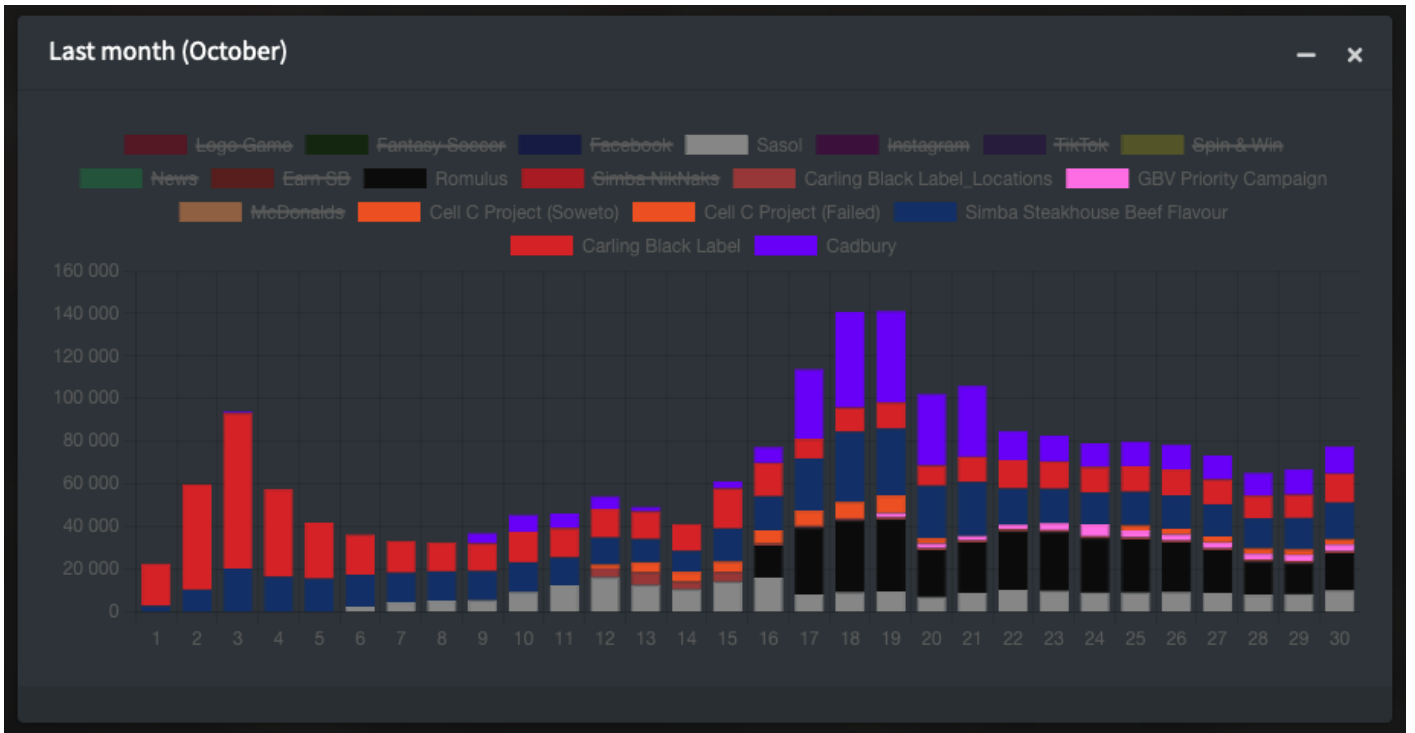 Last month (October)
Logo Game Fantasy Soccer Facebook Sasol Instagram TikTok Spin & Win
News Earn SB Romulus Simba NikNaks Carling Black Label_Locations GBV Priority Campaign
McDonalds Cell C Project (Soweto) Cell C Project (Failed) Simba Steakhouse Beef Flavour
Carling Black Label Cadbury
160 000
140 000
120 000
100 000
80 000
60 000
40 000
20 000
0
1 2 3 4 5 6 7 8 9 10 11 12 13 14 15 16 17 18 19 20 21 22 23 24 25 26 27 28 29 30